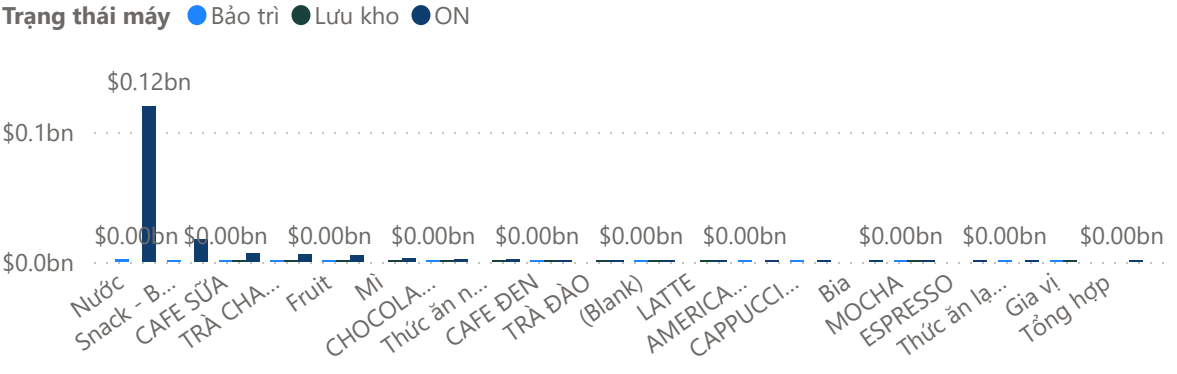 Trạng thái máy Bảo trì Lưu kho ON
$0.12bn
$0.1bn
$0.00bn $0.00bn $0.00bn $0.00bn $0.00bn $0.00bn $0.00bn $0.00bn $0.00bn $0.00bn
$0.0bn
Nước
Snack - B...
CAFE SỮA
TRÀ CHA...
Fruit
Mì
CHOCOLA...
Thức ăn n...
CAFE ĐEN
TRÀ ĐÀO
(Blank)
LATTE
AMERICA...
CAPPUCCI...
Bia
MOCHA
ESPRESSO
Thức ăn lạ...
Gia vị
Tổng hợp